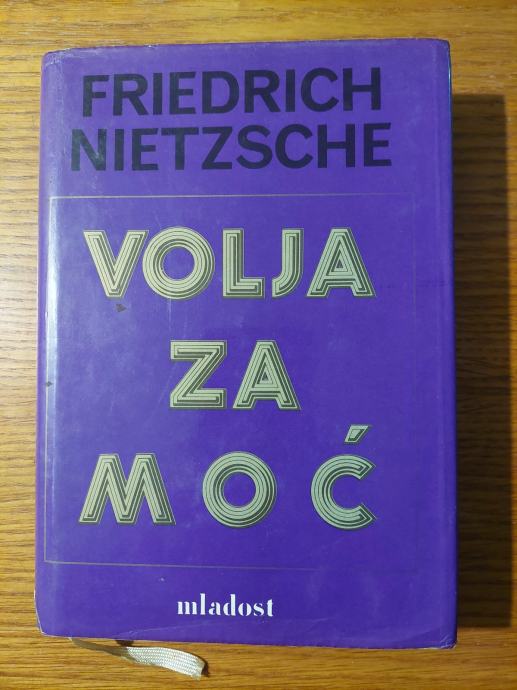 FRIEDRICH
NIETZSCHE
VOLJA
ZA
MOĆ
mladost